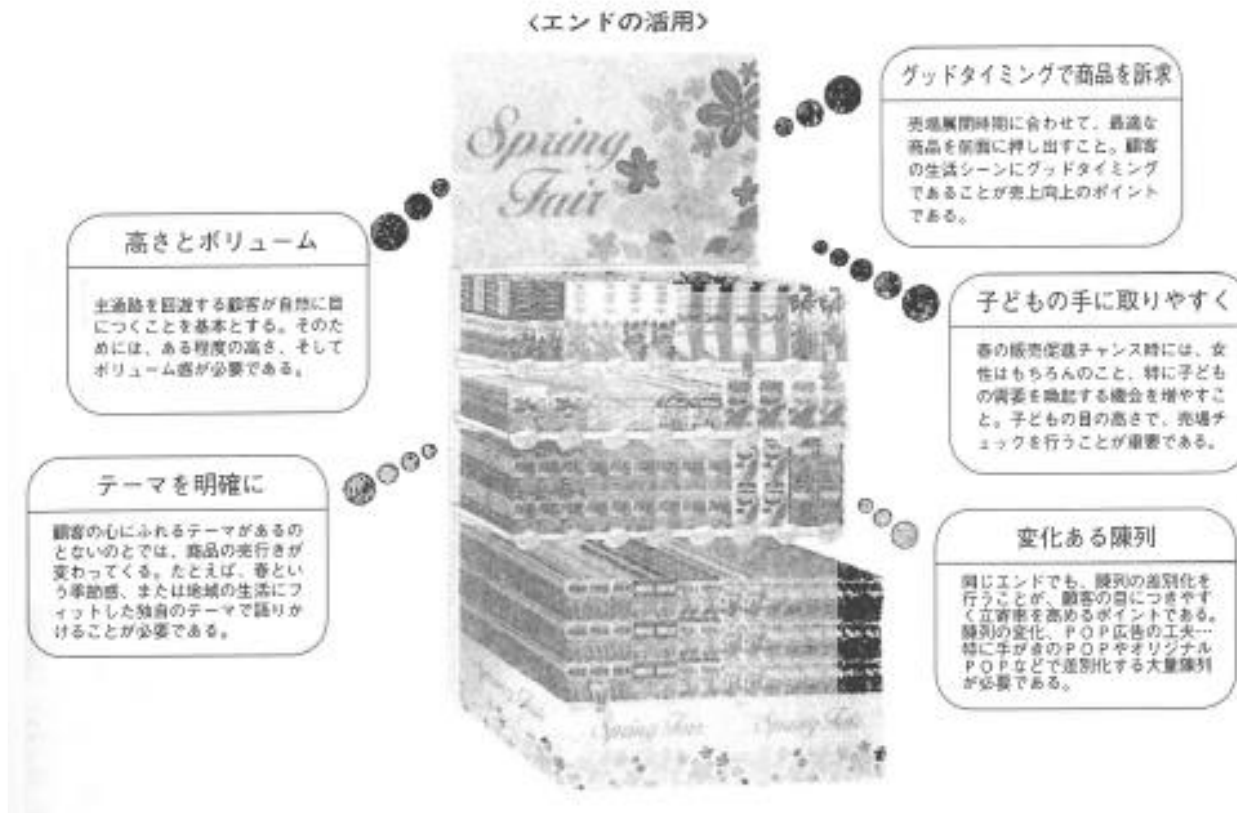 <エンドの活用>
Spring
Fair
グッドタイミングで商品を訴求
売場展開時期に合わせて、最適な
商品を前面に押し出すこと。顧客
の生活シーンにグッドタイミング
であることが売上向上のポイント
である。
高さとボリューム
主通路を回遊する顧客が自然に目
につくことを基本とする。そのた
めには、ある程度の高さ、そして
ボリューム感が必要である。
子どもの手に取りやすく
春の販売促進チャンス時には、女
性はもちろんのこと、特に子ども
の需要を喚起する機会を増やすこ
と。子どもの目の高さで、売場チ
ェックを行うことが重要である。
テーマを明確に
顧客の心にふれるテーマがあるの
とないのとでは、商品の売行きが
変わってくる。たとえば、春とい
う季節感、または地域の生活にフ
ィットした独自のテーマで語りか
けることが必要である。
変化ある陳列
同じエンドでも、陳列の差別化を
行うことが、顧客の目につきやす
く立寄率を高めるポイントである。
陳列の変化、POP広告の工夫…
特に手がきのPOPやオリジナル
POPなどで差別化する大量陳列
が必要である。
Spring Fair
Spring Fair
Spring Fair